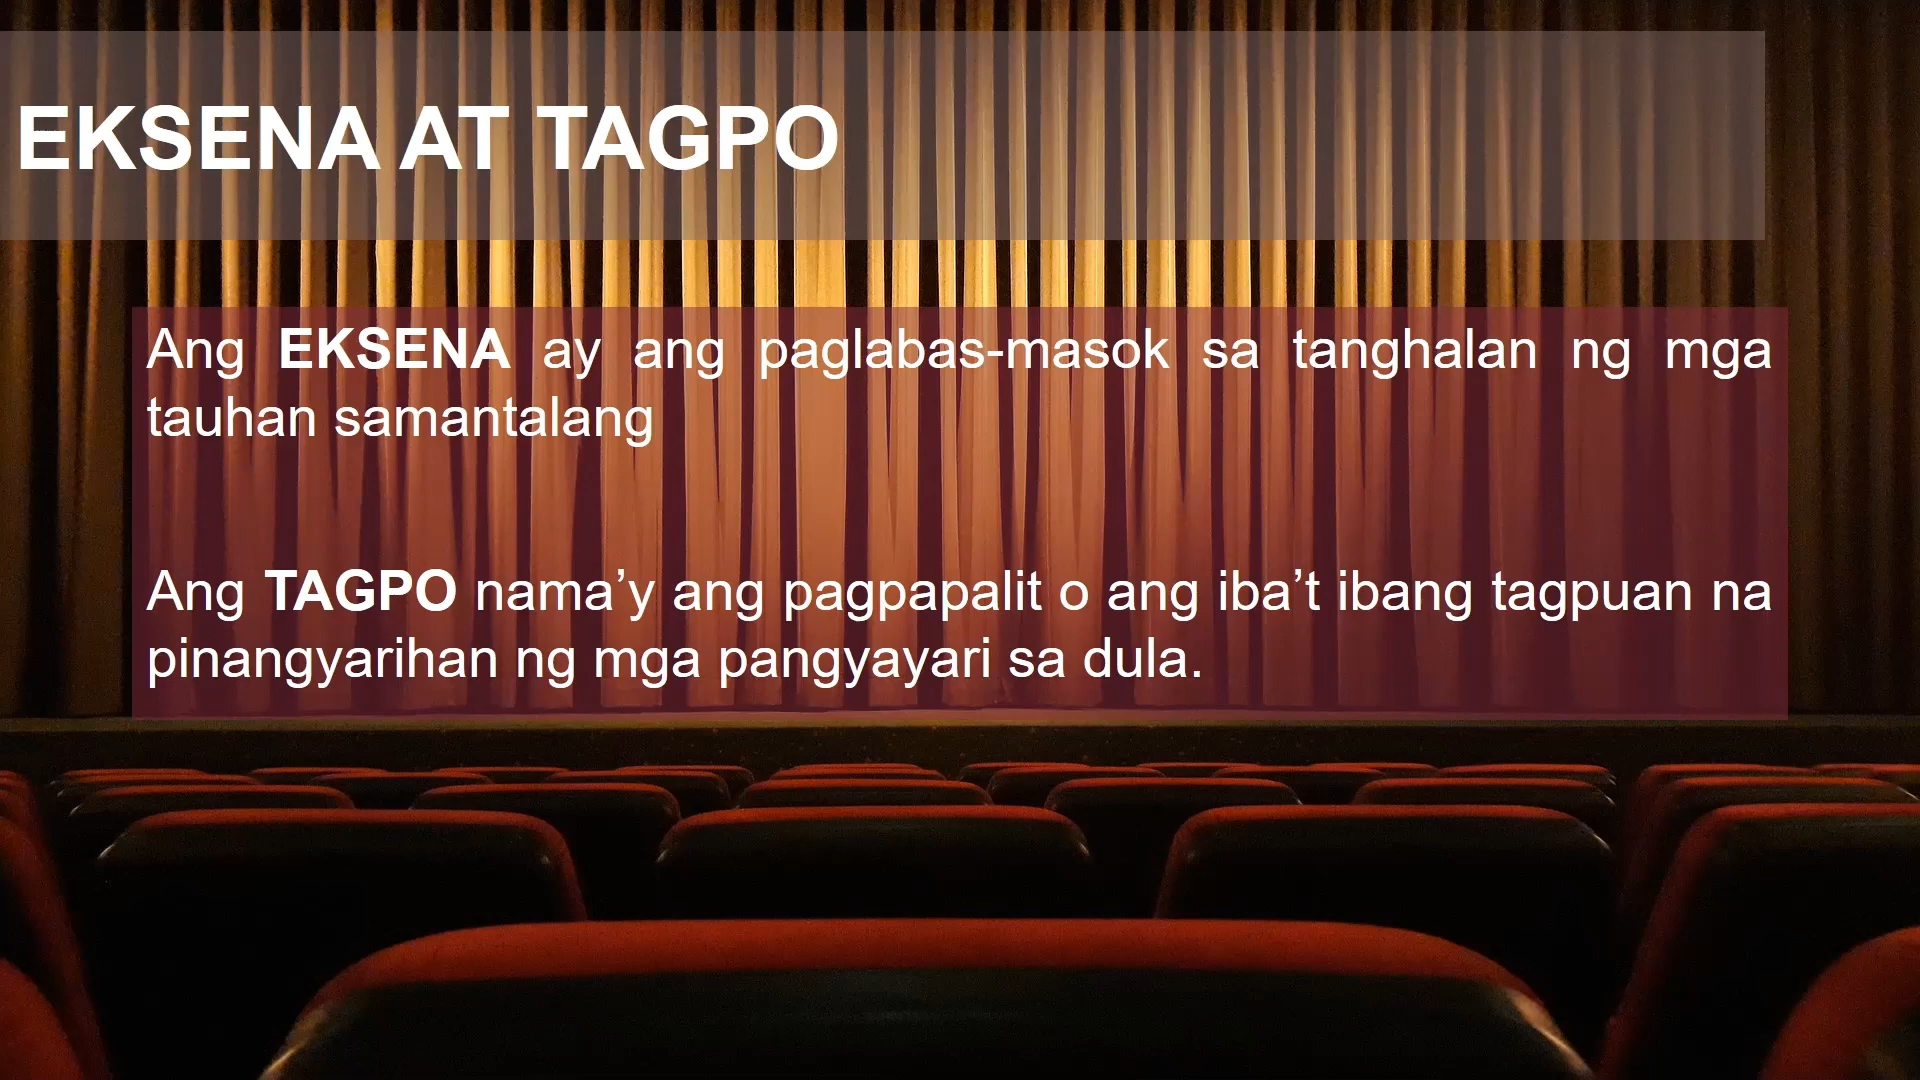 EKSENA AT TAGPO
Ang EKSENA ay ang paglabas-masok sa tanghalan ng mga
tauhan samantalang
Ang TAGPO nama’y ang pagpapalit o ang iba’t ibang tagpuan na
pinangyarihan ng mga pangyayari sa dula.